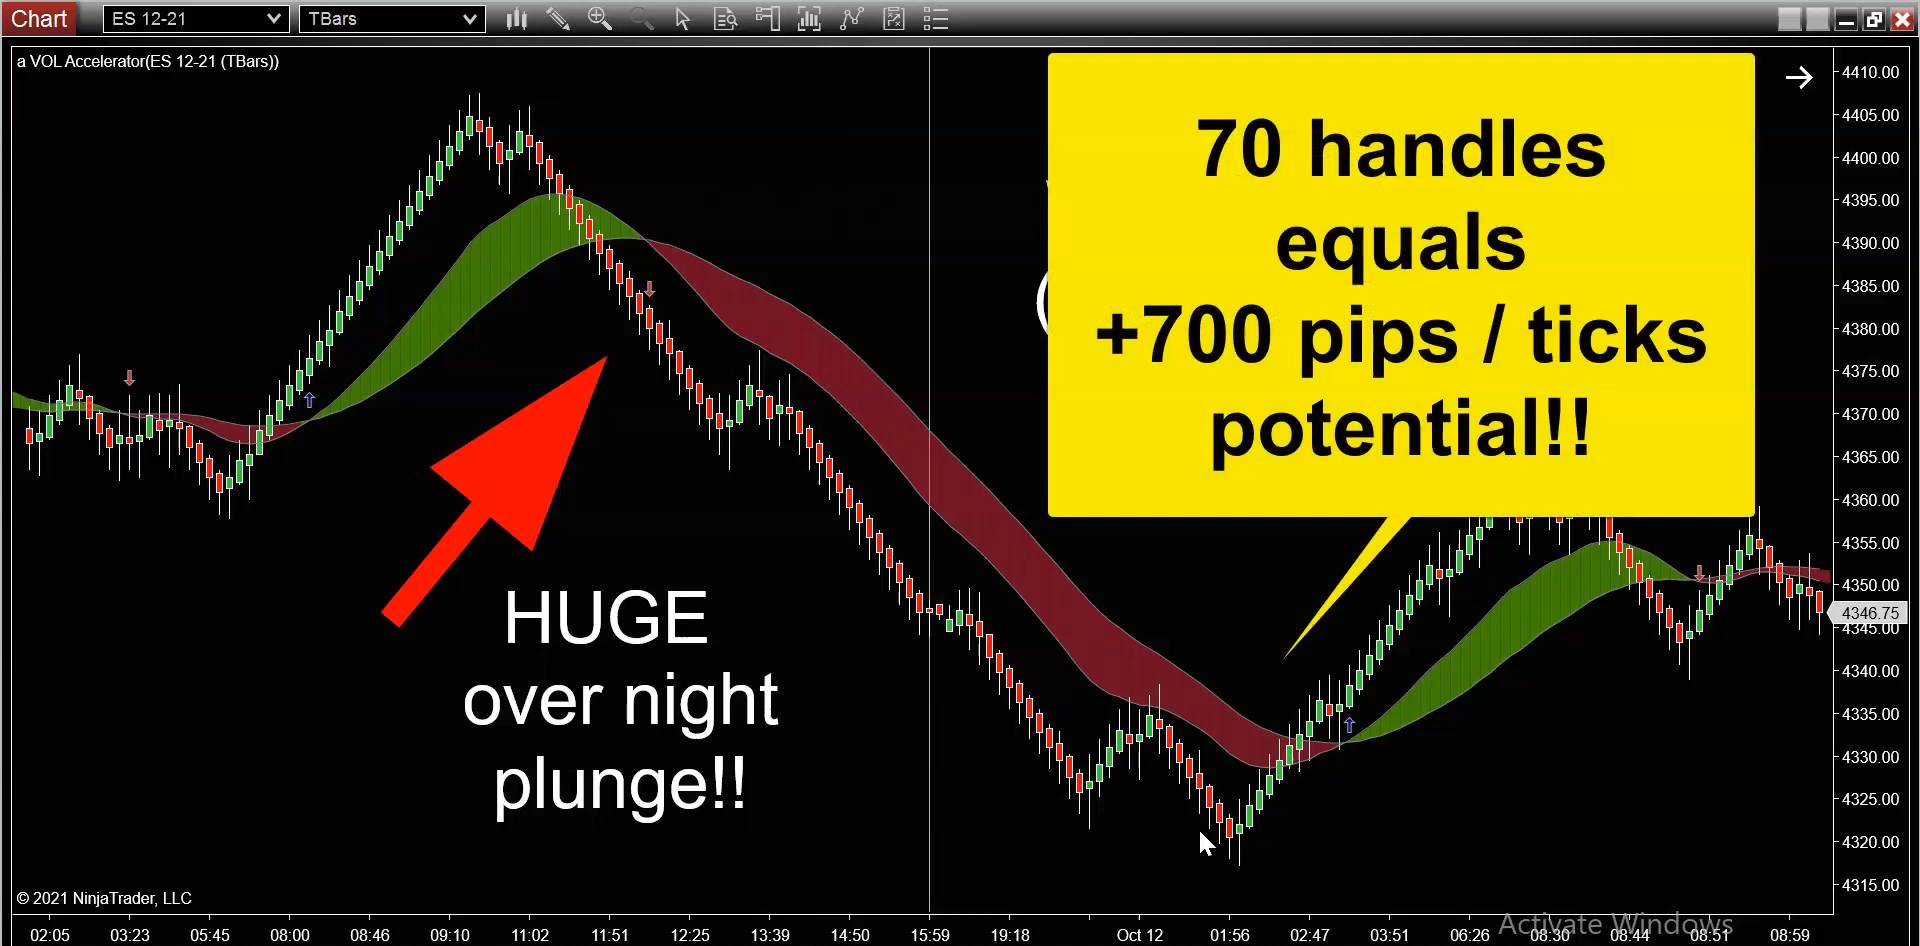 Chart
ES 12-21
TBars
a VOL Accelerator(ES 12-21 (TBars))
70 handles
equals
+700 pips / ticks
potential!!
HUGE
over night
plunge!!
4410.00
4405.00
4400.00
4395.00
4390.00
4385.00
4380.00
4375.00
4370.00
4365.00
4360.00
4355.00
4350.00
4346.75
4345.00
4340.00
4335.00
4330.00
4325.00
4320.00
4315.00
© 2021 NinjaTrader, LLC
Activate Windows
02:05 03:23 05:45 08:00 08:46 09:10 11:02 11:51 12:25 13:39 14:50 15:59 19:18 Oct 12 01:56 02:47 03:51 06:26 08:30 08:44 08:51 08:59